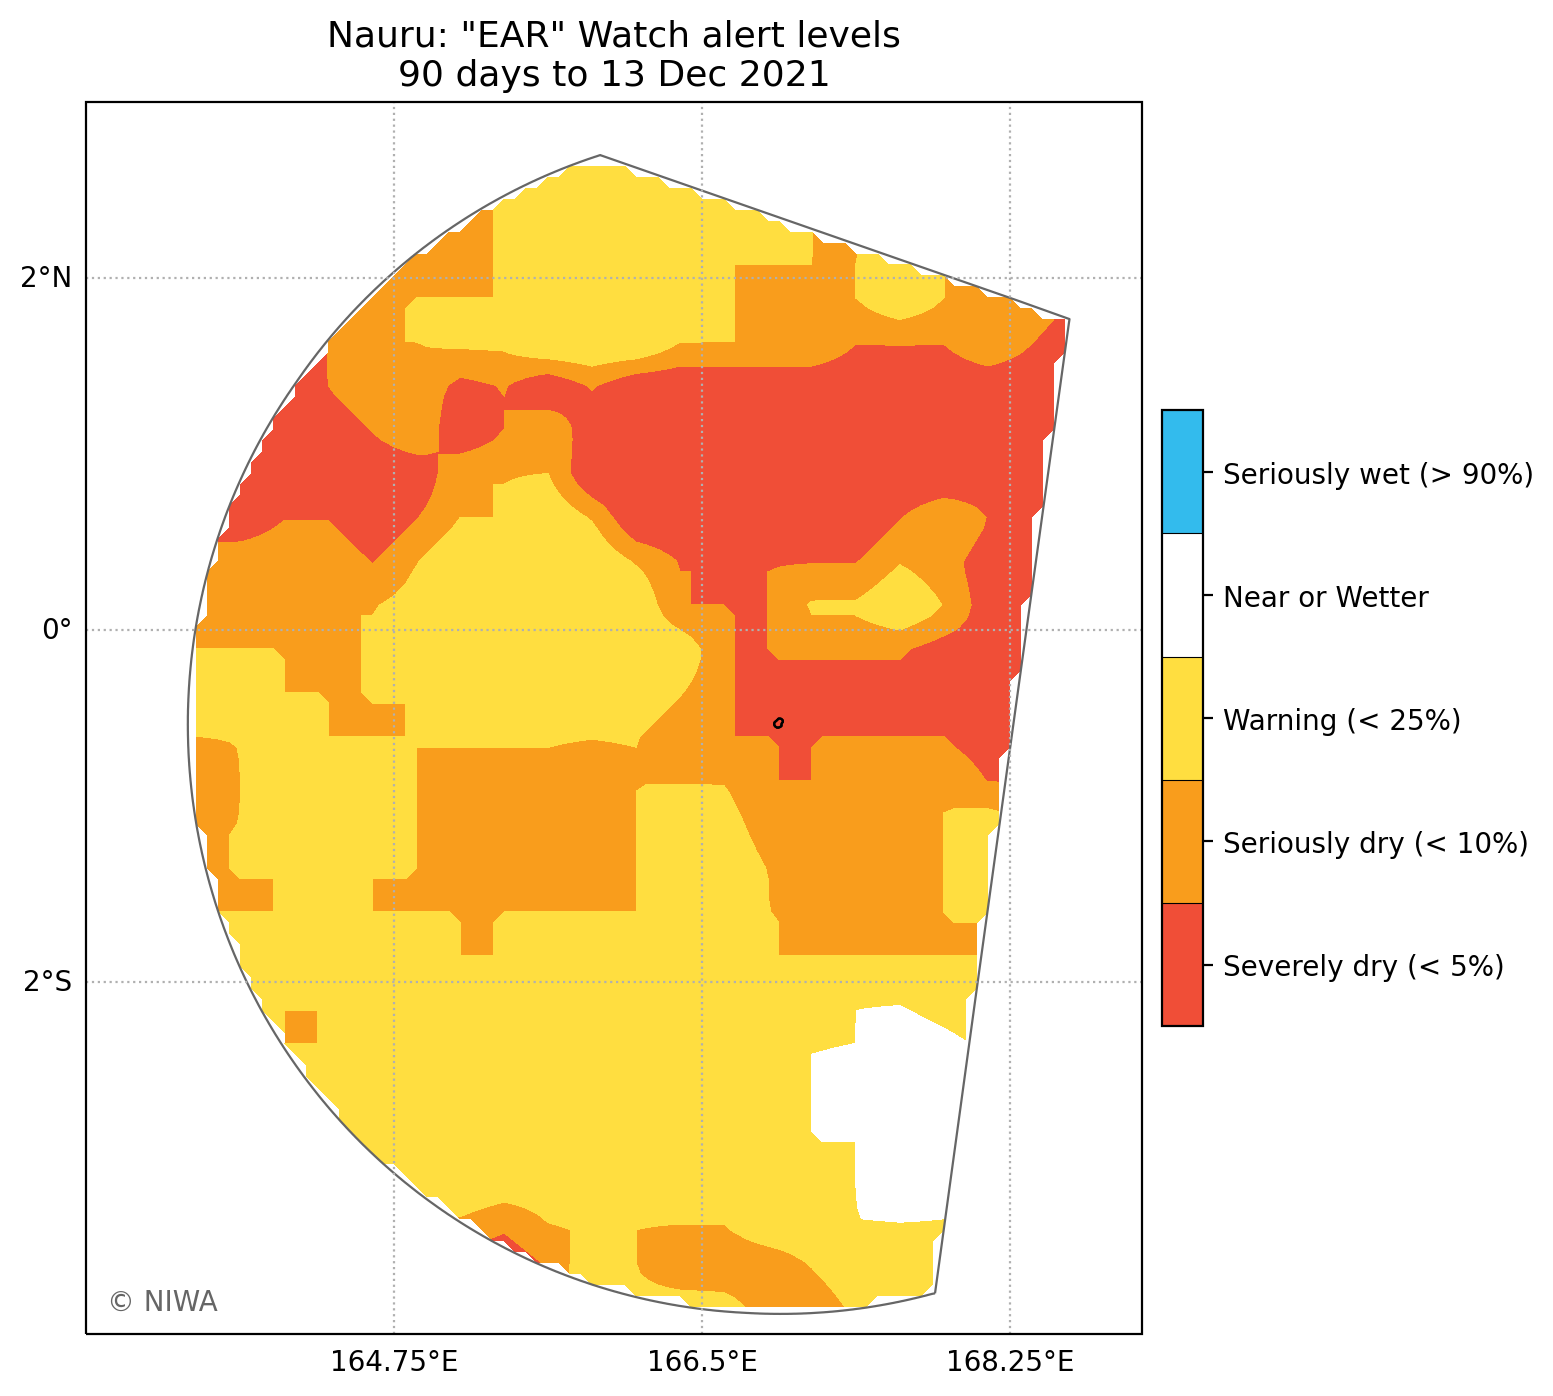 Nauru: "EAR" Watch alert levels
90 days to 13 Dec 2021
2°N
0°
2°S
164.75°E
166.5°E
168.25°E
Seriously wet (> 90%)
Near or Wetter
Warning (< 25%)
Seriously dry (< 10%)
Severely dry (< 5%)
© NIWA